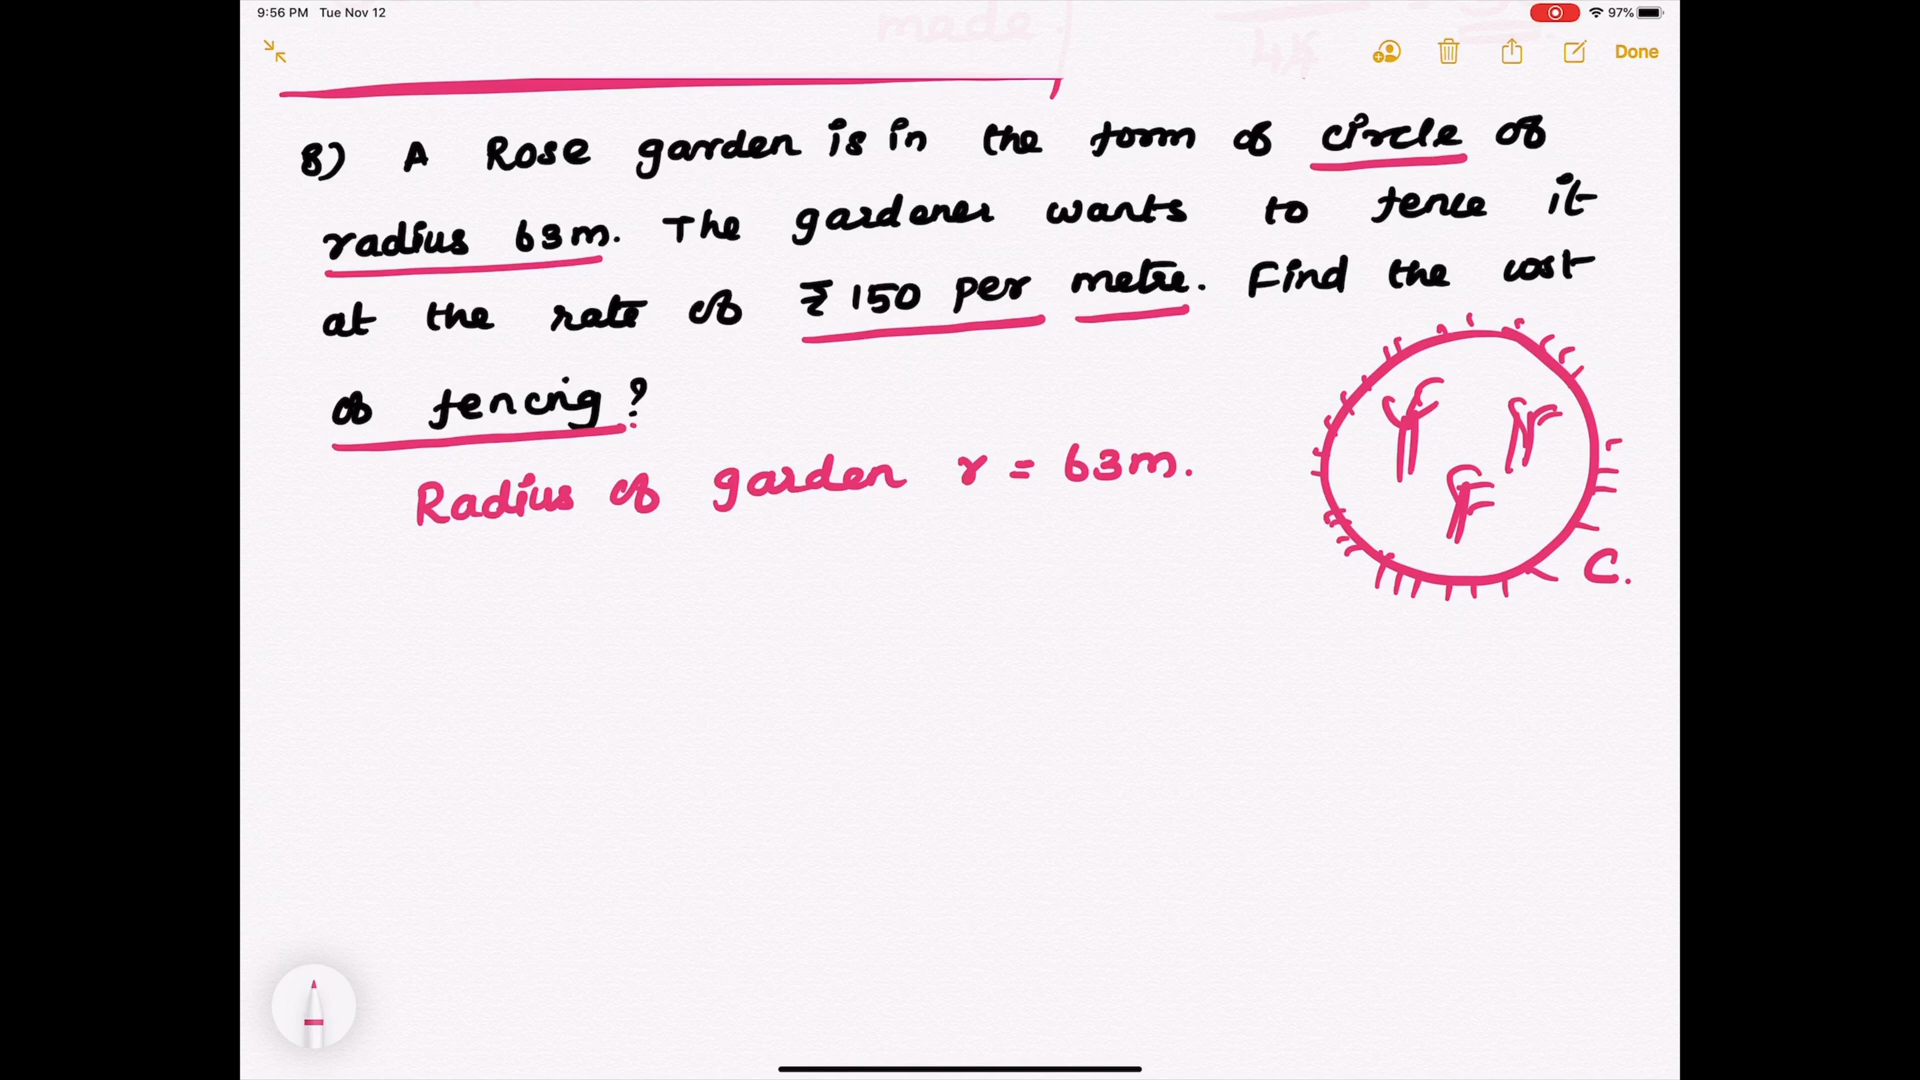 9:56 PM Tue Nov 12
97%
made
44
Done
8) A Rose garden is in the form of circle of
radius 63m. The gardener wants to fence it
at the rate of ₹150 per metre. Find the cost
of fencing?
Radius of garden r = 63m.
C.